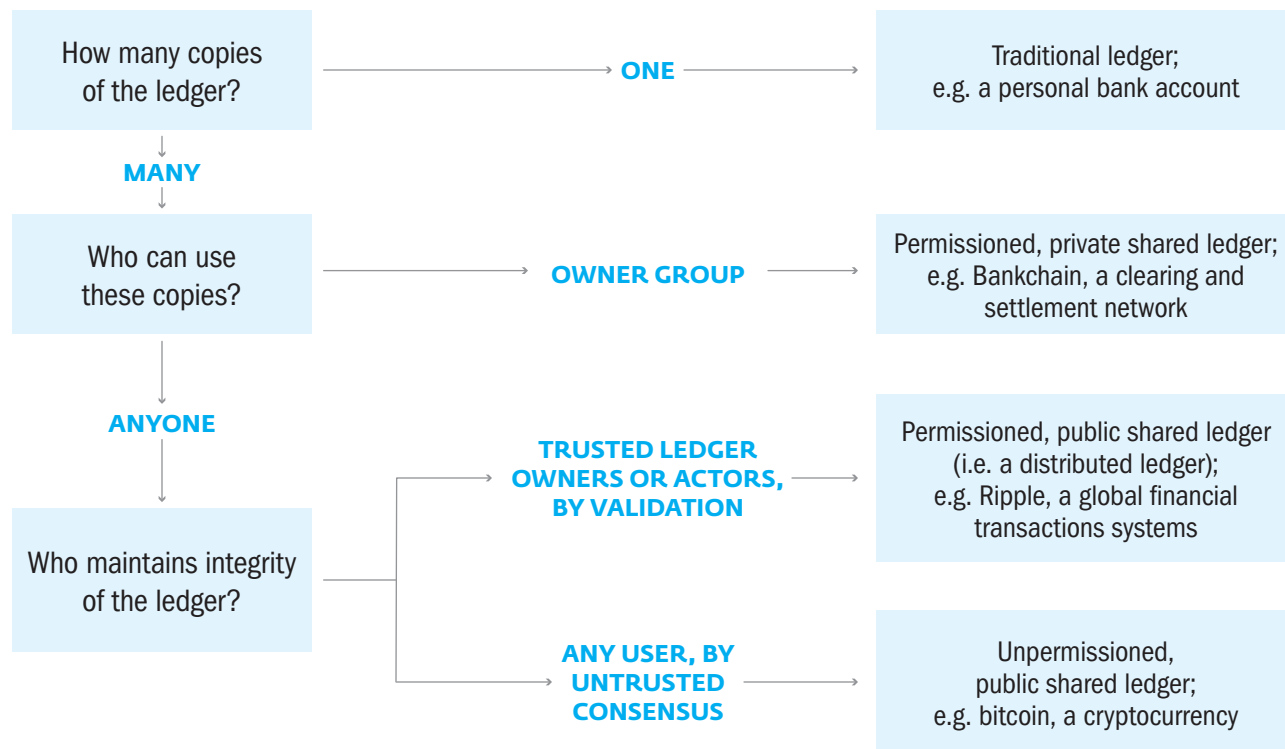 How many copies
of the ledger?
ONE
Traditional ledger;
e.g. a personal bank account
MANY
Who can use
these copies?
OWNER GROUP
Permissioned, private shared ledger;
e.g. Bankchain, a clearing and
settlement network
ANYONE
Who maintains integrity
of the ledger?
TRUSTED LEDGER
OWNERS OR ACTORS,
BY VALIDATION
Permissioned, public shared ledger
(i.e. a distributed ledger);
e.g. Ripple, a global financial
transactions systems
ANY USER, BY
UNTRUSTED
CONSENSUS
Unpermissioned,
public shared ledger;
e.g. bitcoin, a cryptocurrency